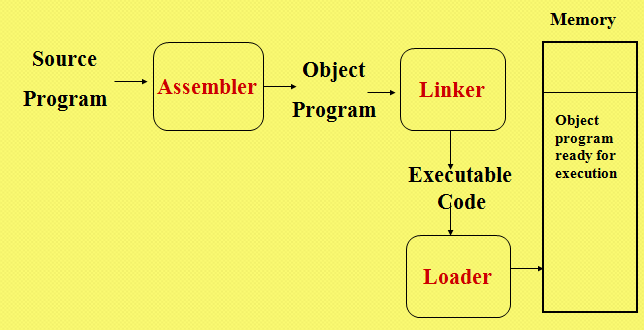 Source
Program
Assembler
Object
Program
Linker
Executable
Code
Loader
Memory
Object
program
ready for
execution